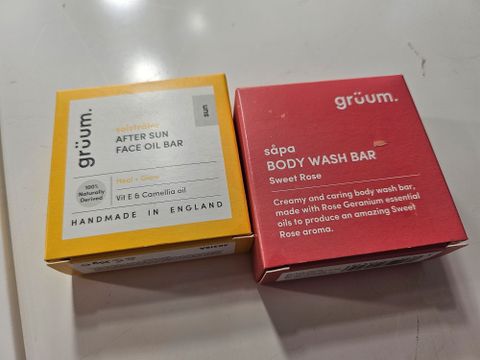 grüum.
solstråle
AFTER SUN
FACE OIL BAR
sun
Heal + Glow
100%
Naturally
Derived
Vit E & Camellia oil
HANDMADE IN ENGLAND
grüum.
såpa
BODY WASH BAR
Sweet Rose
Creamy and caring body wash bar,
made with Rose Geranium essential
oils to produce an amazing Sweet
Rose aroma.